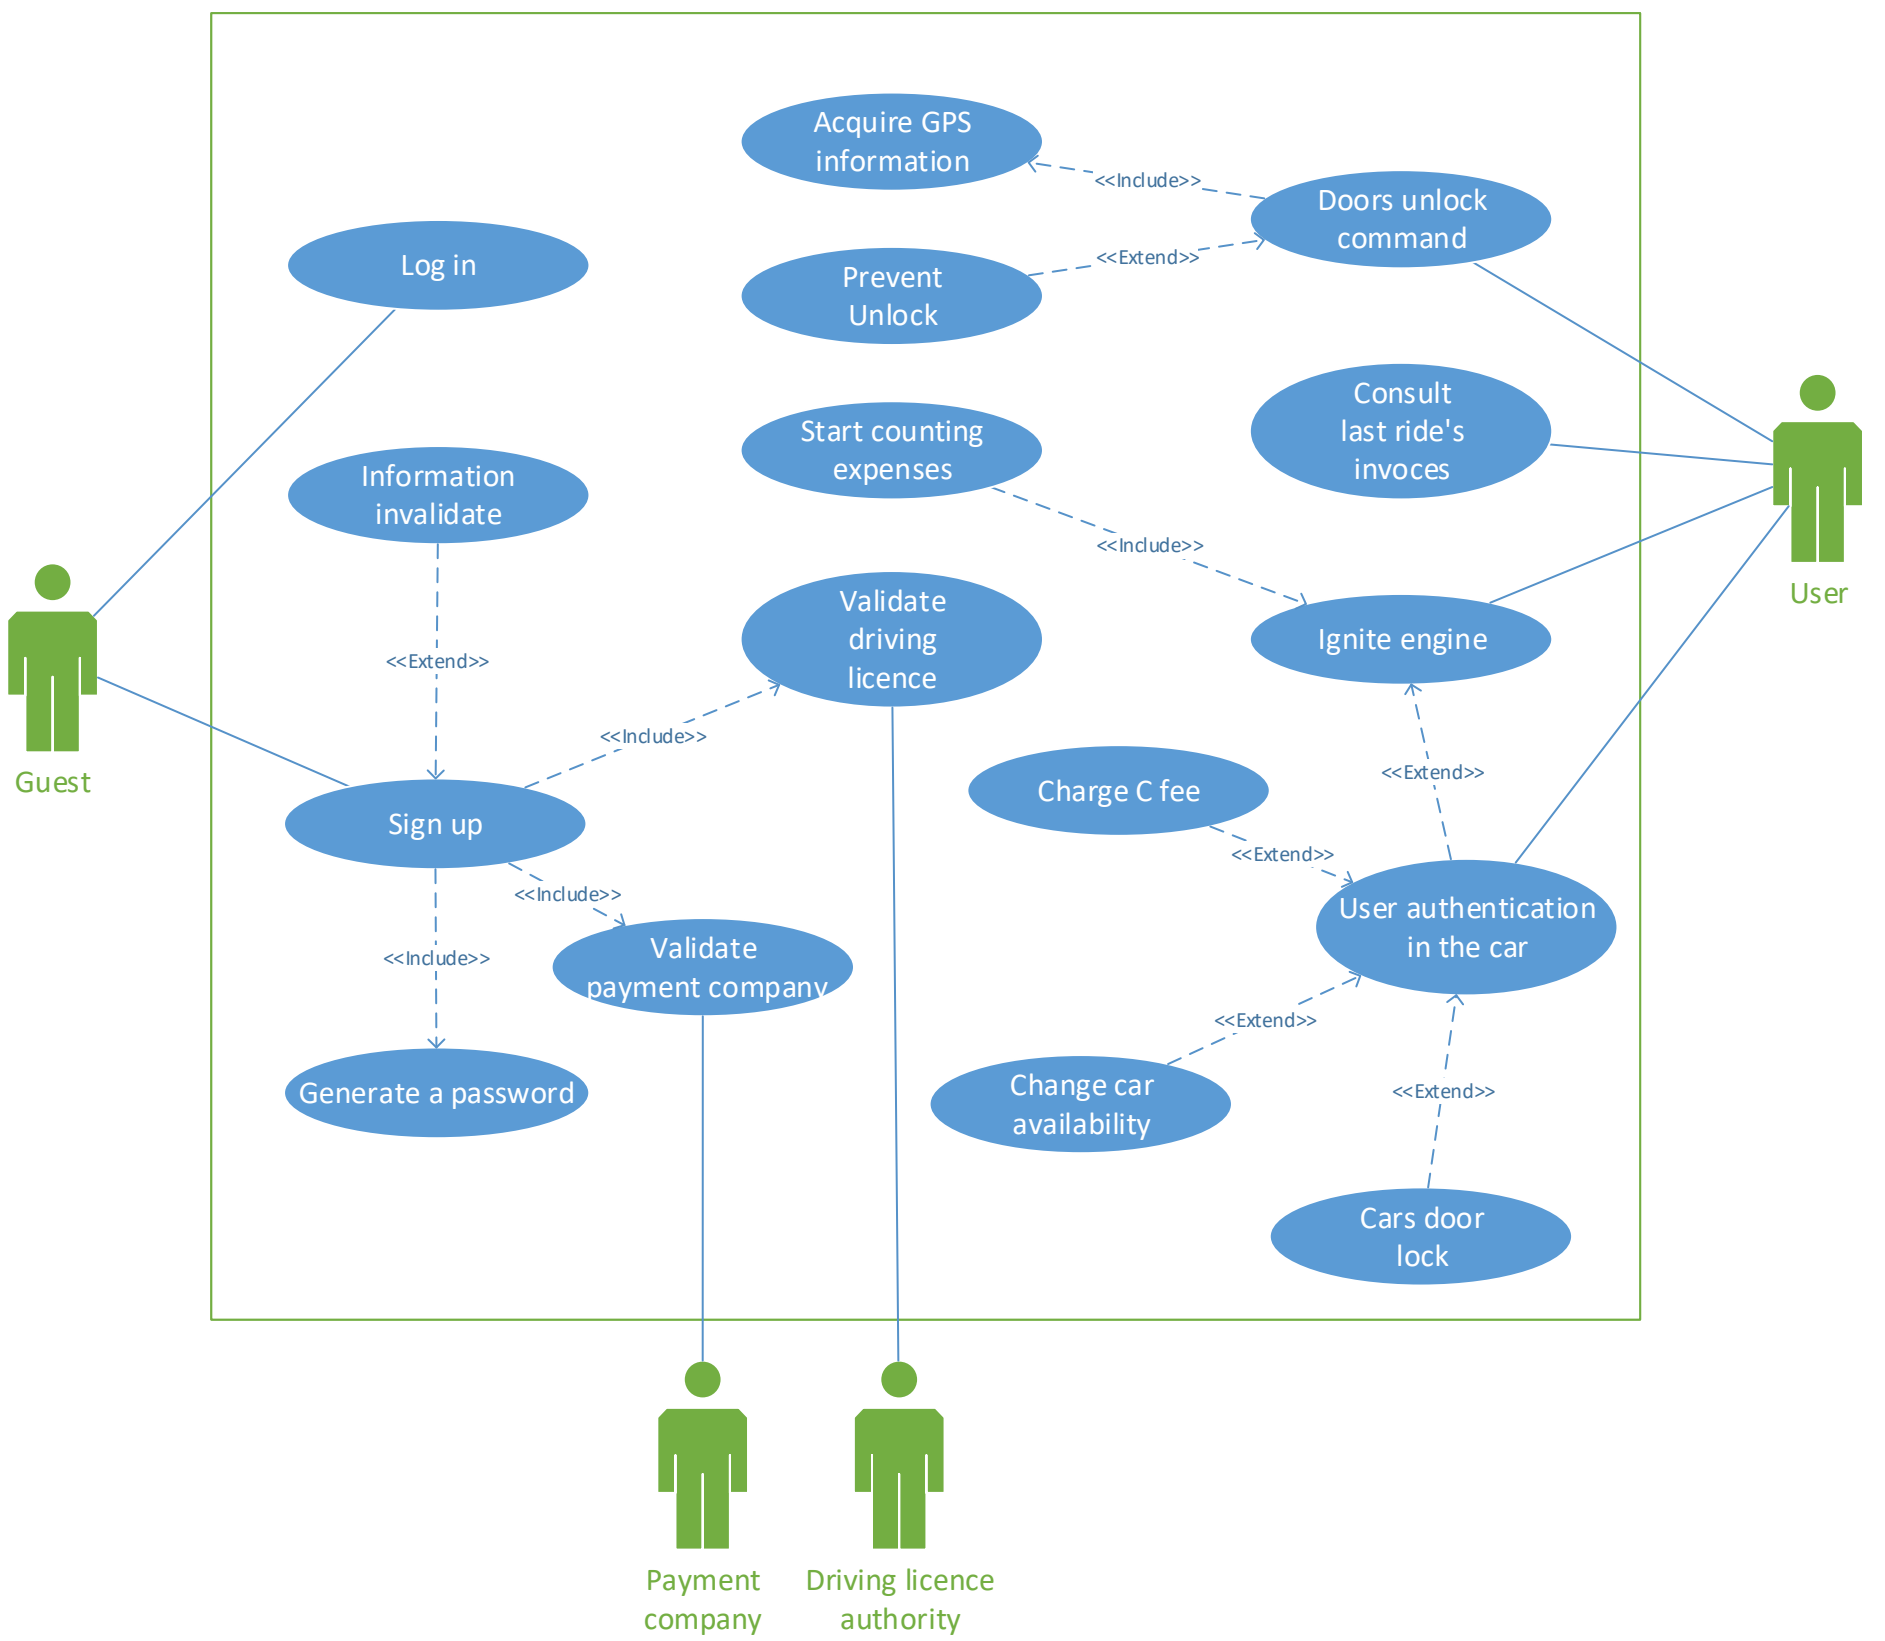 Acquire GPS
information
<<Include>>
Doors unlock
command
Log in
Prevent
Unlock
<<Extend>>
Consult
last ride's
invoces
Start counting
expenses
Information
invalidate
<<Include>>
User
Validate
driving
licence
Ignite engine
<<Extend>>
<<Include>>
Guest
<<Extend>>
Charge C fee
Sign up
<<Extend>>
<<Include>>
User authentication
in the car
<<Include>>
Validate
payment company
<<Extend>>
Generate a password
Change car
availability
<<Extend>>
Cars door
lock
Payment
company
Driving licence
authority